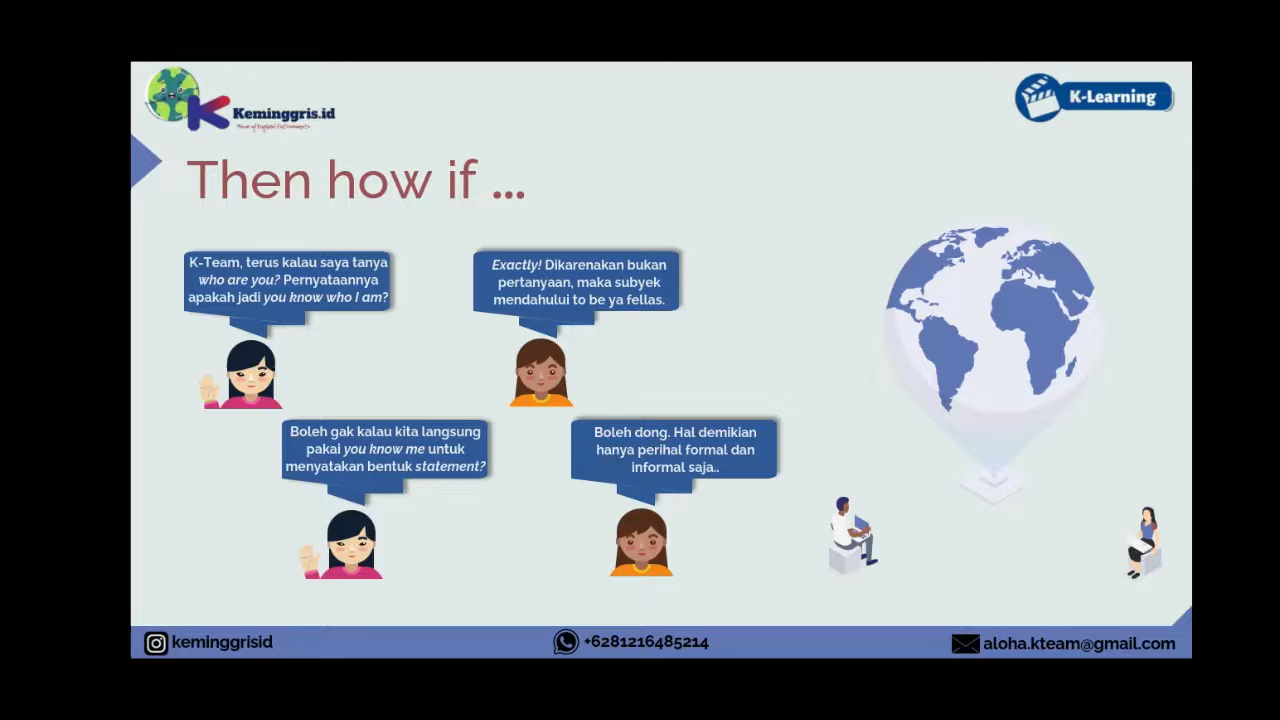 Keminggris.id
K-Learning
Then how if ...
K-Team, terus kalau saya tanya
who are you? Pernyataannya
apakah jadi you know who I am?
Exactly! Dikarenakan bukan
pertanyaan, maka subyek
mendahului to be ya fellas.
Boleh gak kalau kita langsung
pakai you know me untuk
menyatakan bentuk statement?
Boleh dong. Hal demikian
hanya perihal formal dan
informal saja..
keminggrisid
+6281216485214
aloha.kteam@gmail.com